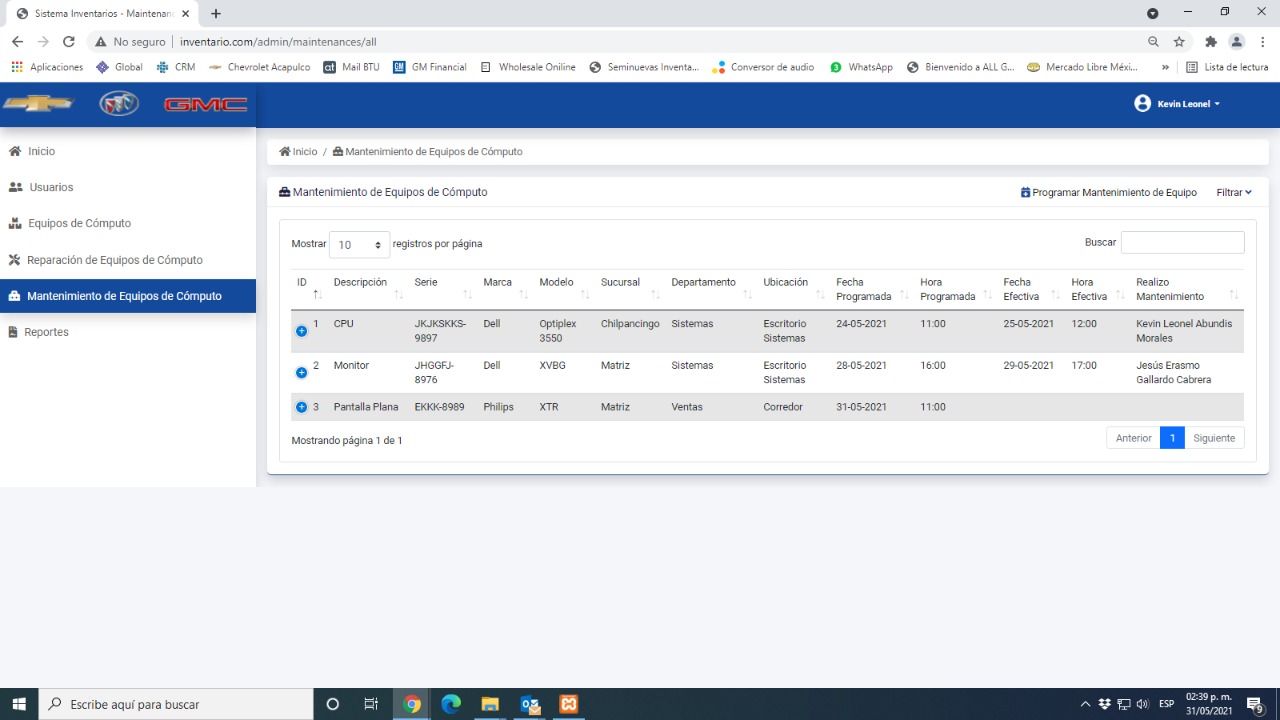 Sistema Inventarios - Mantenan
No seguro
inventario.com/admin/maintenances/all
Aplicaciones
Global
CRM
Chevrolet Acapulco
Mail BTU
GM Financial
Wholesale Online
Seminuevas Inventa...
Conversor de audio
WhatsApp
Bienvenido a ALL G...
Mercado Libre Méxi...
»
Lista de lectura
GMC
Kevin Leonel
Inicio
Usuarios
Equipos de Cómputo
Reparación de Equipos de Cómputo
Mantenimiento de Equipos de Cómputo
Reportes
Inicio / Mantenimiento de Equipos de Cómputo
Mantenimiento de Equipos de Cómputo
Programar Mantenimiento de Equipo
Filtrar
Mostrar 10 registros por página
Buscar
ID Descripción Serie Marca Modelo Sucursal Departamento Ubicación Fecha Programada Hora Programada Fecha Efectiva Hora Efectiva Realizo Mantenimiento
1 CPU JKJKSKKS-9897 Dell Optiplex 3550 Chilpancingo Sistemas Escritorio Sistemas 24-05-2021 11:00 25-05-2021 12:00 Kevin Leonel Abundis Morales
2 Monitor JHGGFJ-8976 Dell XVBG Matriz Sistemas Escritorio Sistemas 28-05-2021 16:00 29-05-2021 17:00 Jesús Erasmo Gallardo Cabrera
3 Pantalla Plana EKKK-8989 Philips XTR Matriz Ventas Corredor 31-05-2021 11:00
Mostrando página 1 de 1
Anterior 1 Siguiente
Escribe aquí para buscar
ESP
02:39 p. m.
31/05/2021
9